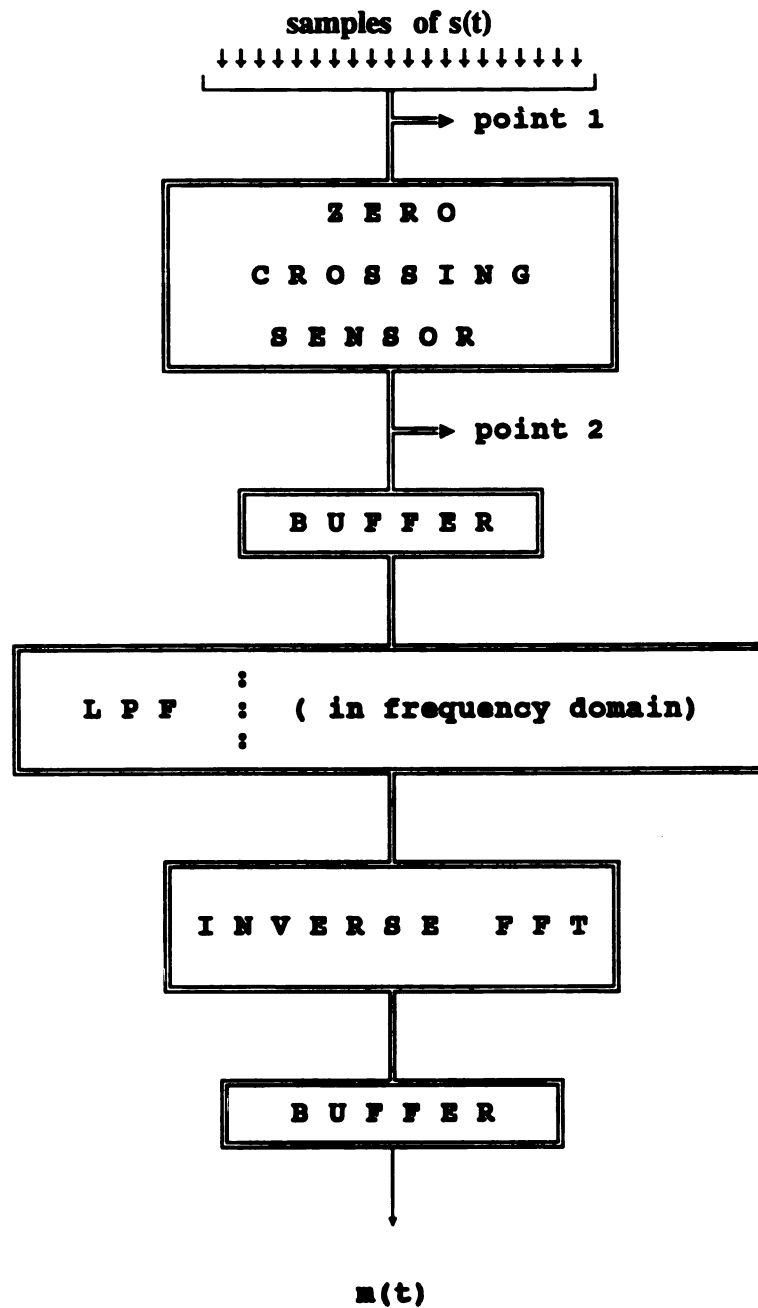 samples of s(t)
point 1
Z E R O
C R O S S I N G
S E N S O R
point 2
B U F F E R
L P F : ( in frequency domain)
:
:
I N V E R S E F F T
B U F F E R
m(t)